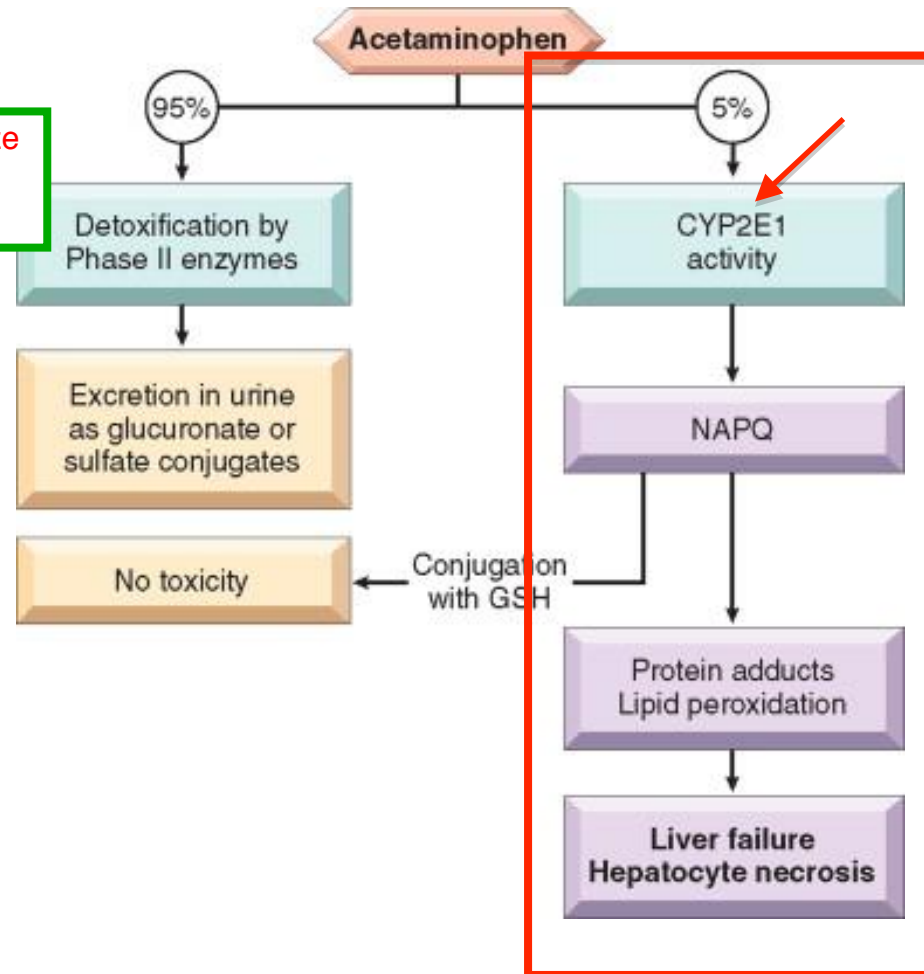 Acetaminophen
95%
5%
Detoxification by
Phase II enzymes
CYP2E1
activity
Excretion in urine
as glucuronate or
sulfate conjugates
NAPQ
No toxicity
Conjugation
with GSH
Protein adducts
Lipid peroxidation
Liver failure
Hepatocyte necrosis